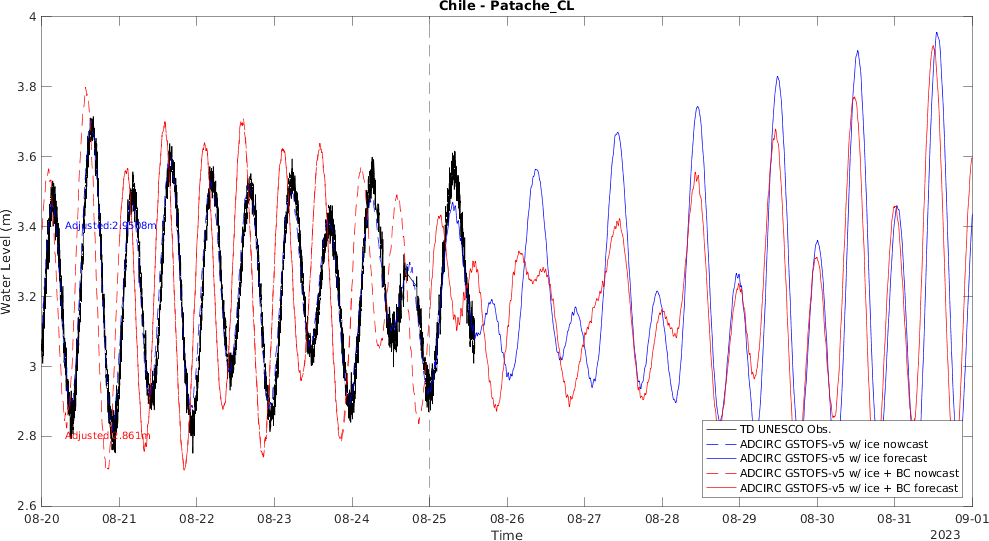 Chile - Patache_CL
4
3.8
3.6
3.4
3.2
3
2.8
2.6
Water Level (m)
Adjusted:2.9508m
Adjusted:2.861m
TD UNESCO Obs.
ADCIRC GSTOFS-v5 w/ ice nowcast
ADCIRC GSTOFS-v5 w/ ice forecast
ADCIRC GSTOFS-v5 w/ ice + BC nowcast
ADCIRC GSTOFS-v5 w/ ice + BC forecast
08-20 08-21 08-22 08-23 08-24 08-25 08-26 08-27 08-28 08-29 08-30 08-31 09-01
Time
2023